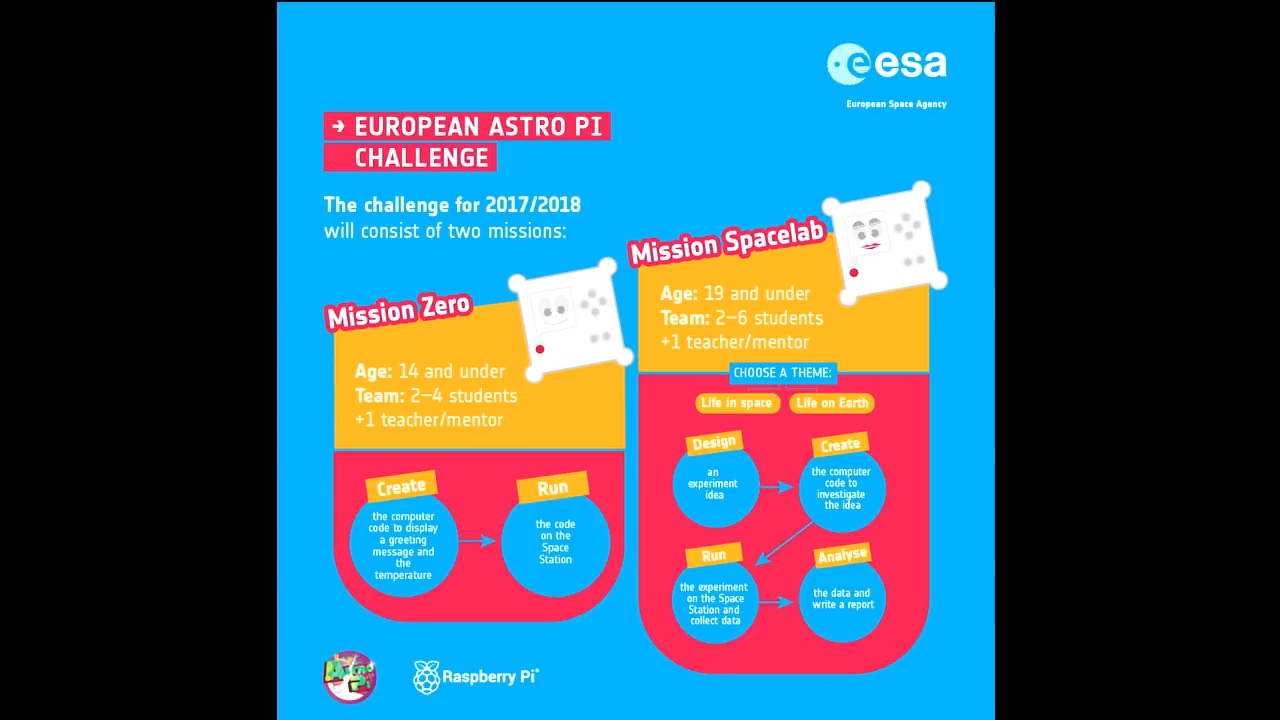 esa
European Space Agency
→ EUROPEAN ASTRO PI
CHALLENGE
The challenge for 2017/2018
will consist of two missions:
Mission Zero
Age: 14 and under
Team: 2–4 students
+1 teacher/mentor
Create
the computer
code to display
a greeting
message and
the
temperature
Run
the code
on the
Space
Station
Mission Spacelab
Age: 19 and under
Team: 2–6 students
+1 teacher/mentor
CHOOSE A THEME:
Life in space
Life on Earth
Design
an
experiment
idea
Create
the computer
code to
investigate
the idea
Run
the experiment
on the Space
Station and
collect data
Analyse
the data and
write a report
Astro
Pi
Raspberry Pi